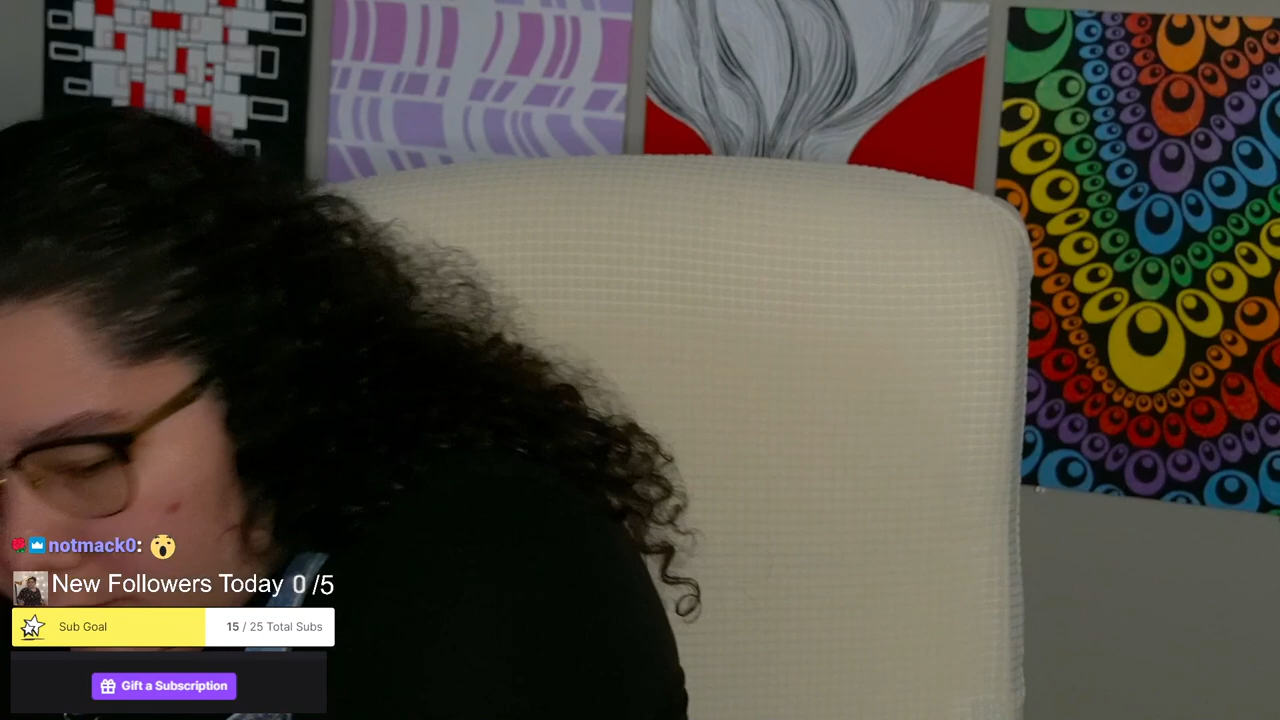 notmack0:
New Followers Today 0 /5
Sub Goal 15 / 25 Total Subs
Gift a Subscription